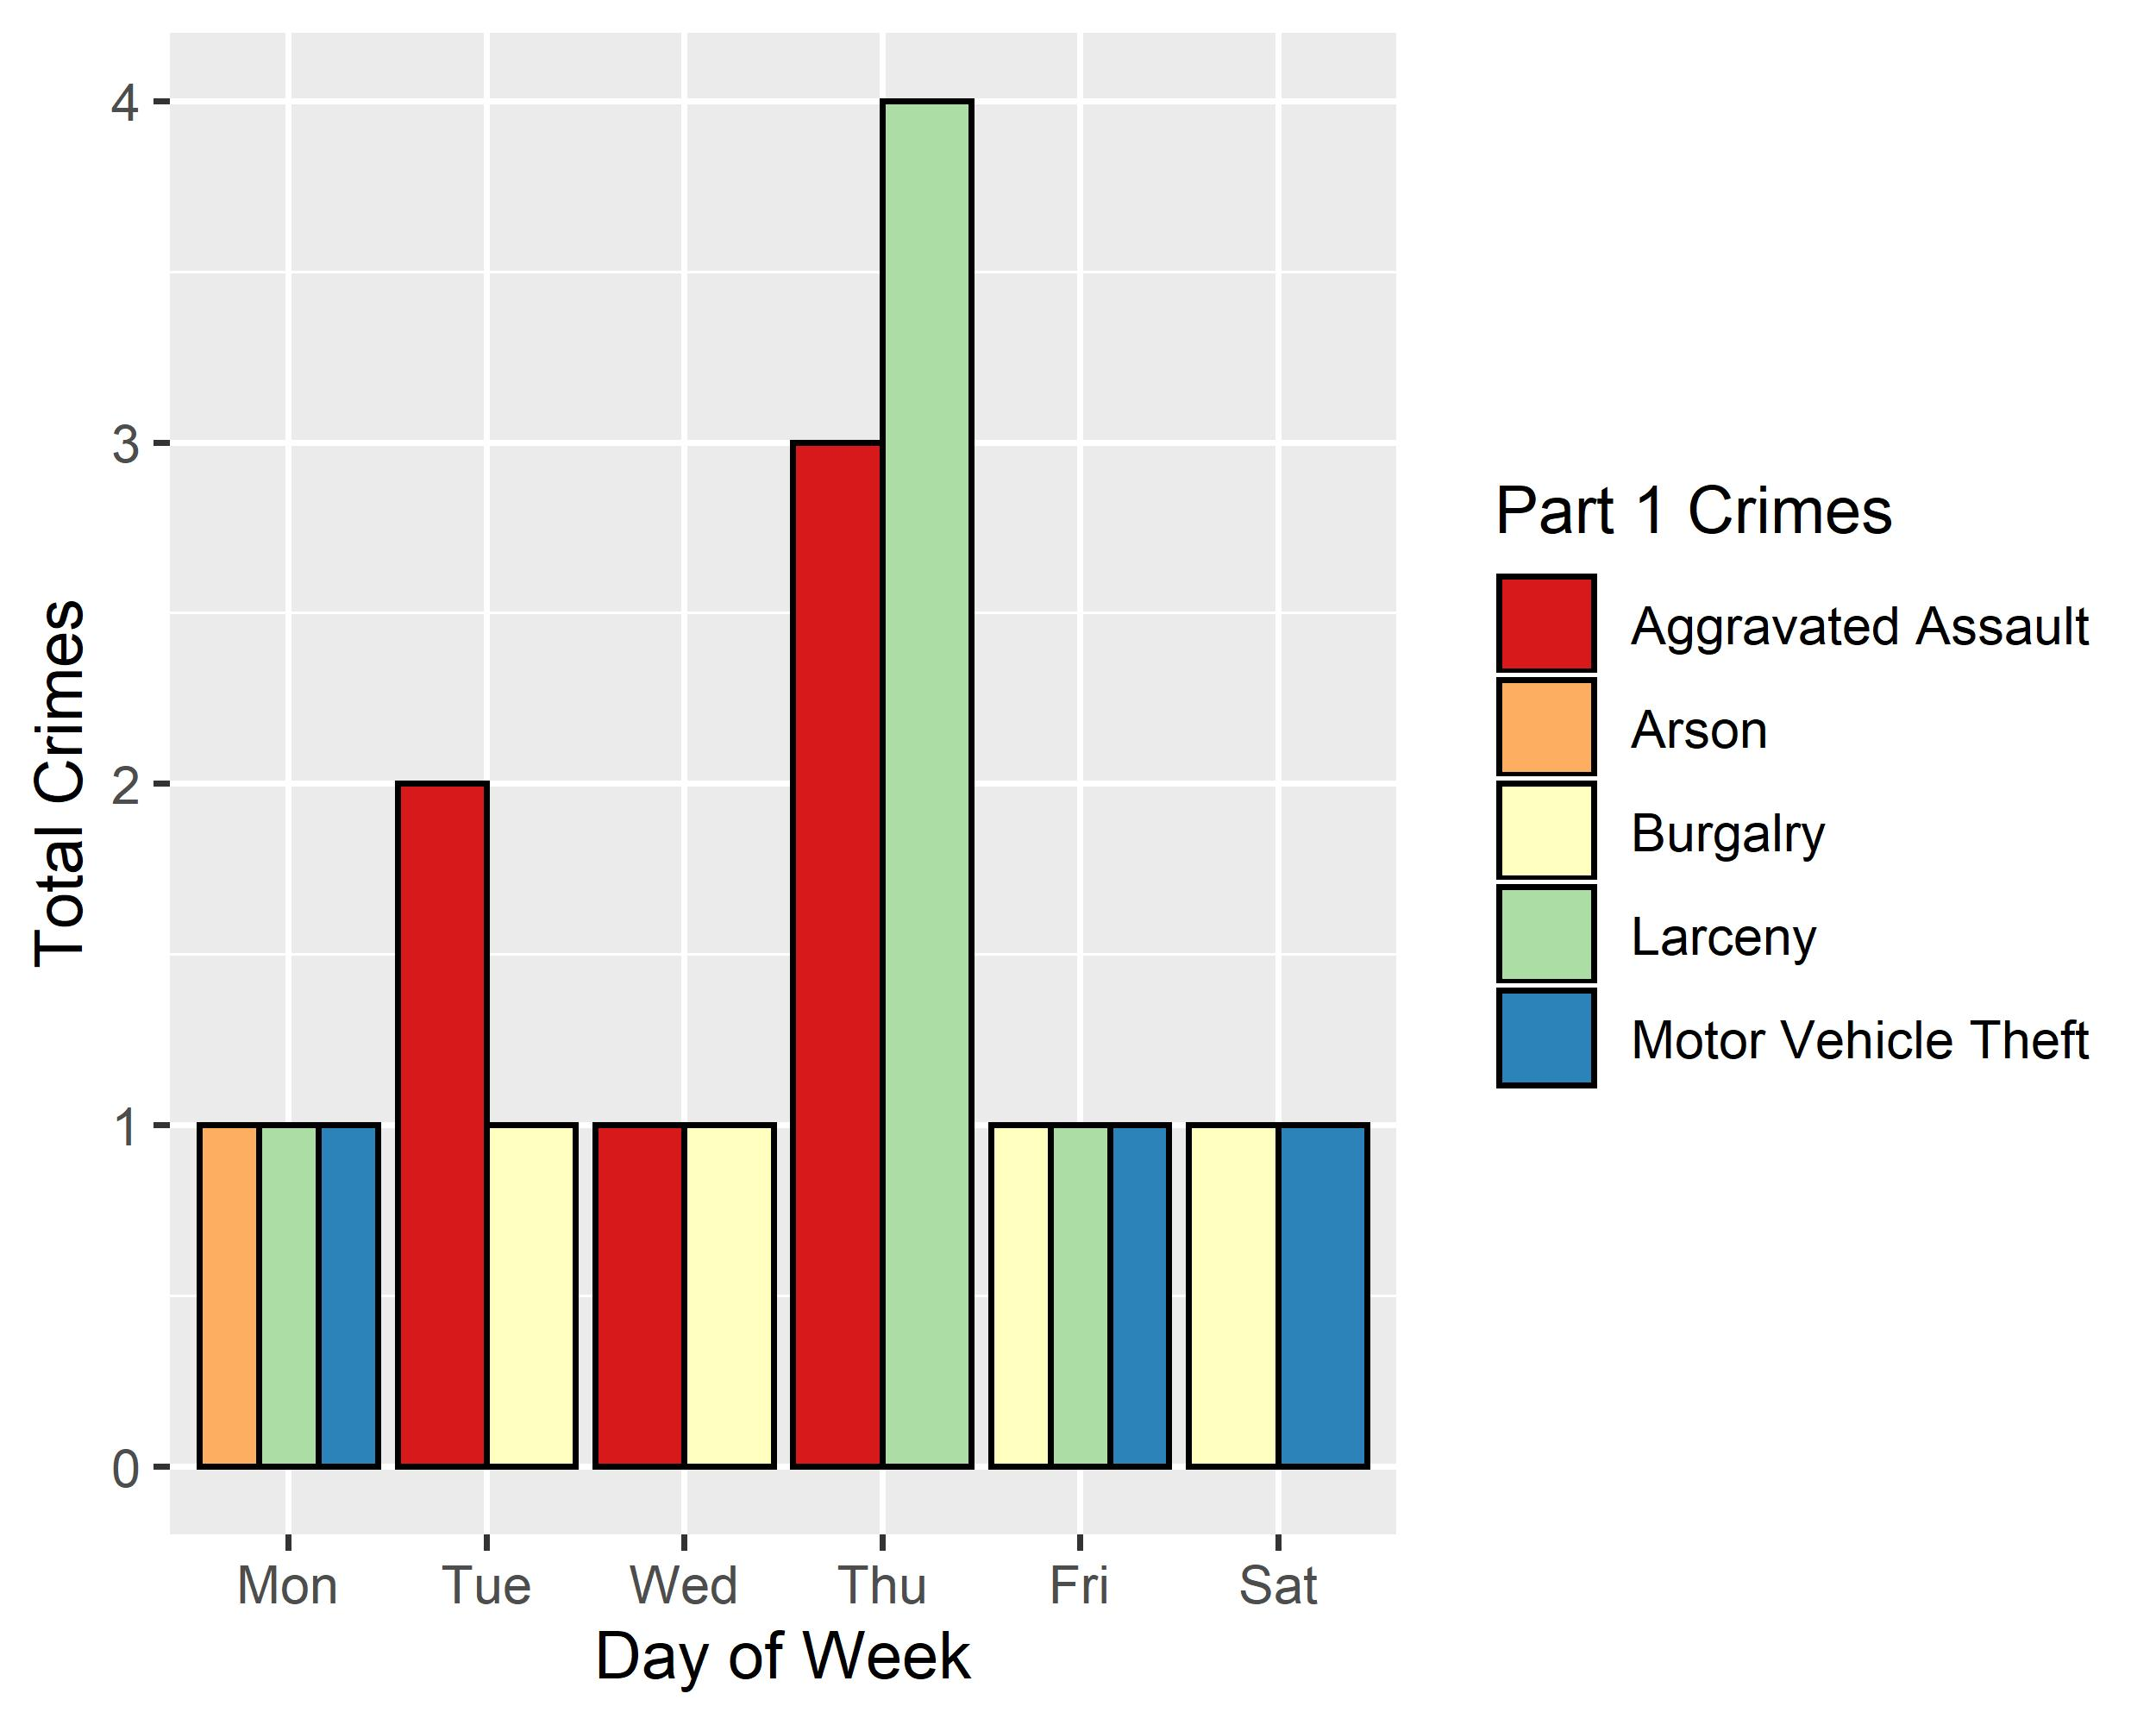 Total Crimes
4
3
2
1
0
Mon Tue Wed Thu Fri Sat
Day of Week
Part 1 Crimes
Aggravated Assault
Arson
Burgalry
Larceny
Motor Vehicle Theft